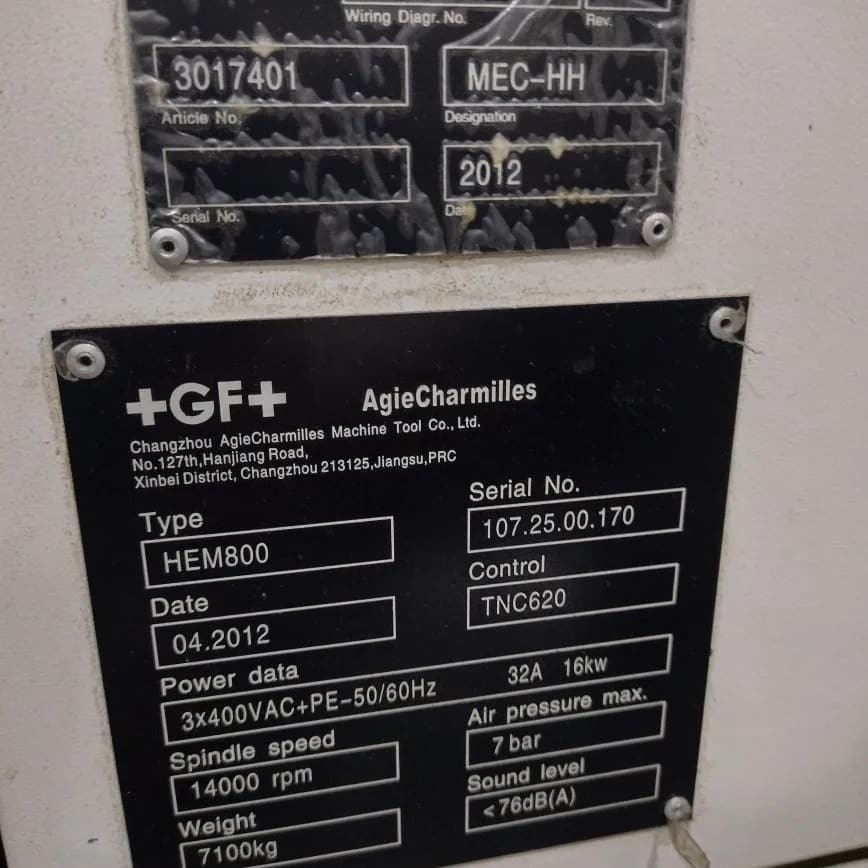 Wiring Diagr. No.
Rev.
3017401
MEC-HH
Article No.
Designation
2012
Serial No.
Date
+GF+
AgieCharmilles
Changzhou AgieCharmilles Machine Tool Co., Ltd.
No.127th,Hanjiang Road,
Xinbei District, Changzhou 213125,Jiangsu,PRC
Type
Serial No.
HEM800
107.25.00.170
Date
Control
04.2012
TNC620
Power data
3x400VAC+PE-50/60Hz 32A 16kw
Spindle speed
Air pressure max.
14000 rpm
7 bar
Weight
Sound level
7100kg
<76dB(A)